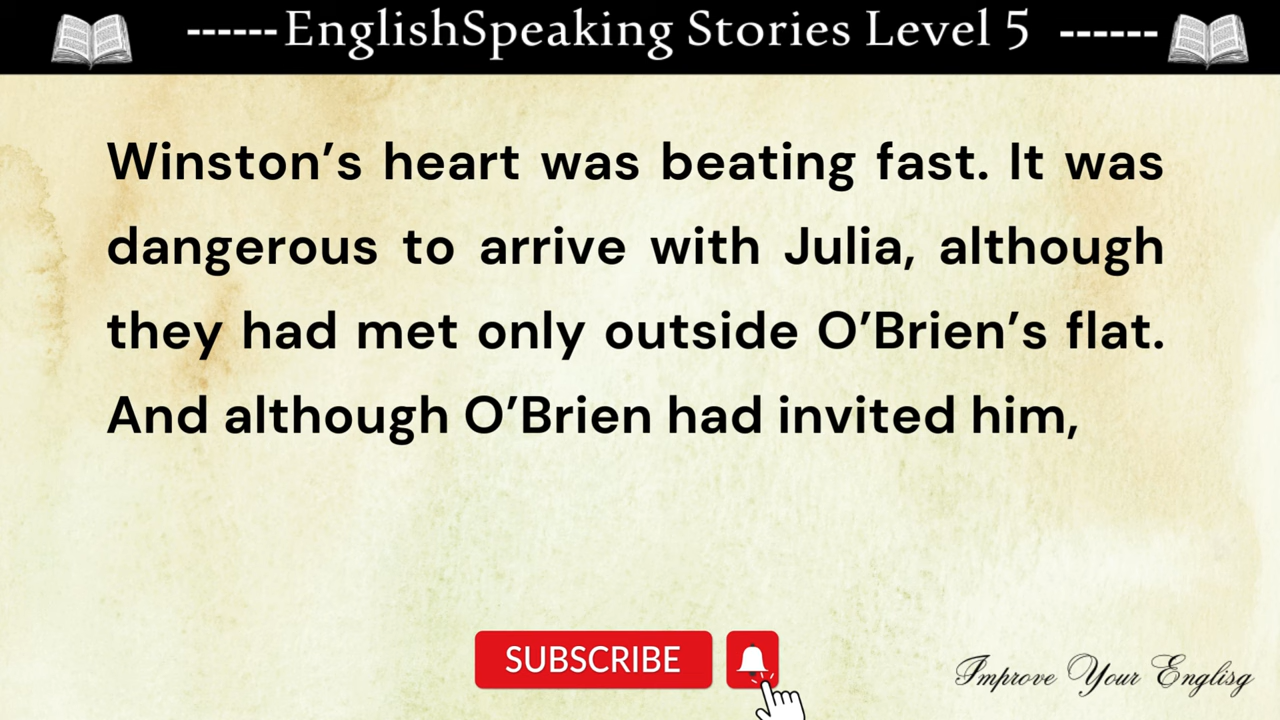 ------EnglishSpeaking Stories Level 5 ------
Winston’s heart was beating fast. It was
dangerous to arrive with Julia, although
they had met only outside O’Brien’s flat.
And although O’Brien had invited him,
SUBSCRIBE
Improve Your Englisg